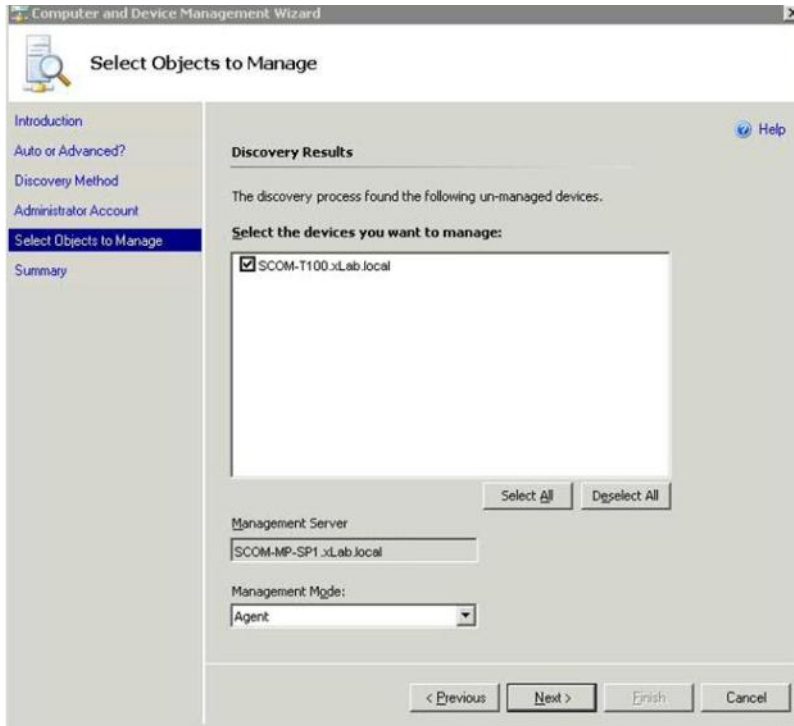 Computer and Device Management Wizard
Select Objects to Manage
Introduction
Auto or Advanced?
Discovery Method
Administrator Account
Select Objects to Manage
Summary
Help
Discovery Results
The discovery process found the following un-managed devices.
Select the devices you want to manage:
SCOM-T100.xLab.local
Select All
Deselect All
Management Server
SCOM-MP-SP1.xLab.local
Management Mode:
Agent
< Previous
Next >
Finish
Cancel